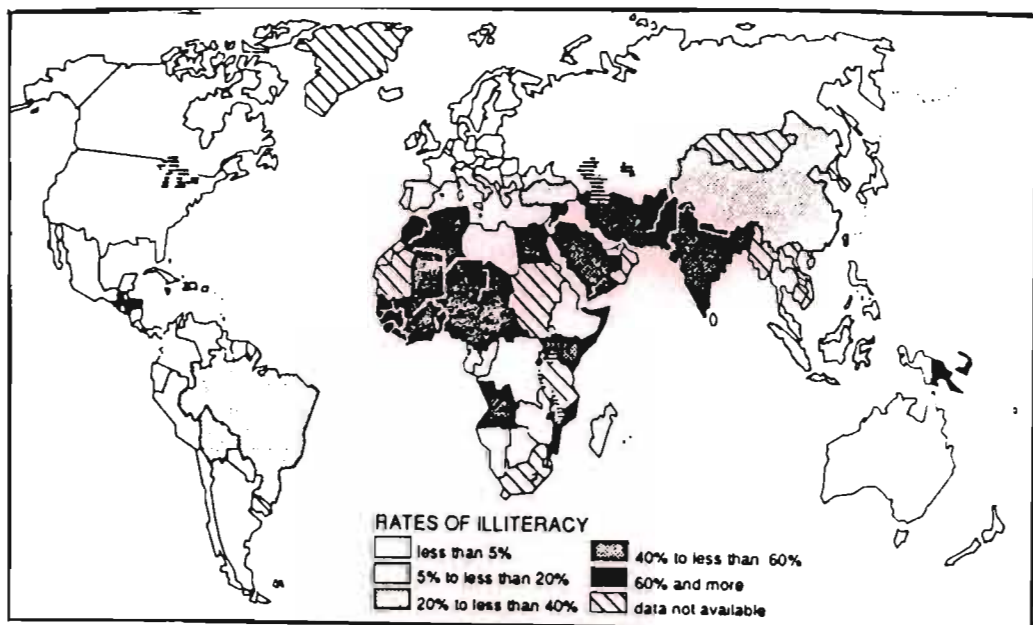 RATES OF ILLITERACY
less than 5%
5% to less than 20%
20% to less than 40%
40% to less than 60%
60% and more
data not available